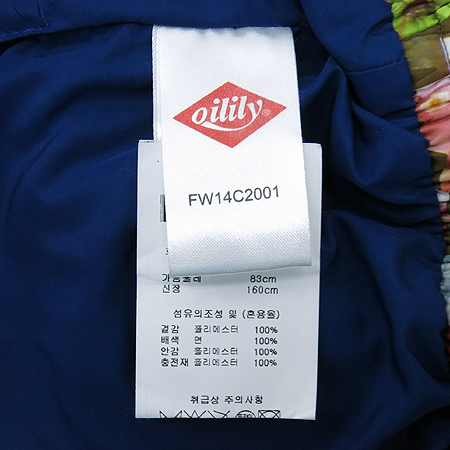 oilily®
FW14C2001
가슴둘레 83cm
신장 160cm
섬유의조성 및 (혼용율)
겉감 폴리에스터 100%
배색 면 100%
안감 폴리에스터 100%
충전재 폴리에스터 100%
취급상 주의사항